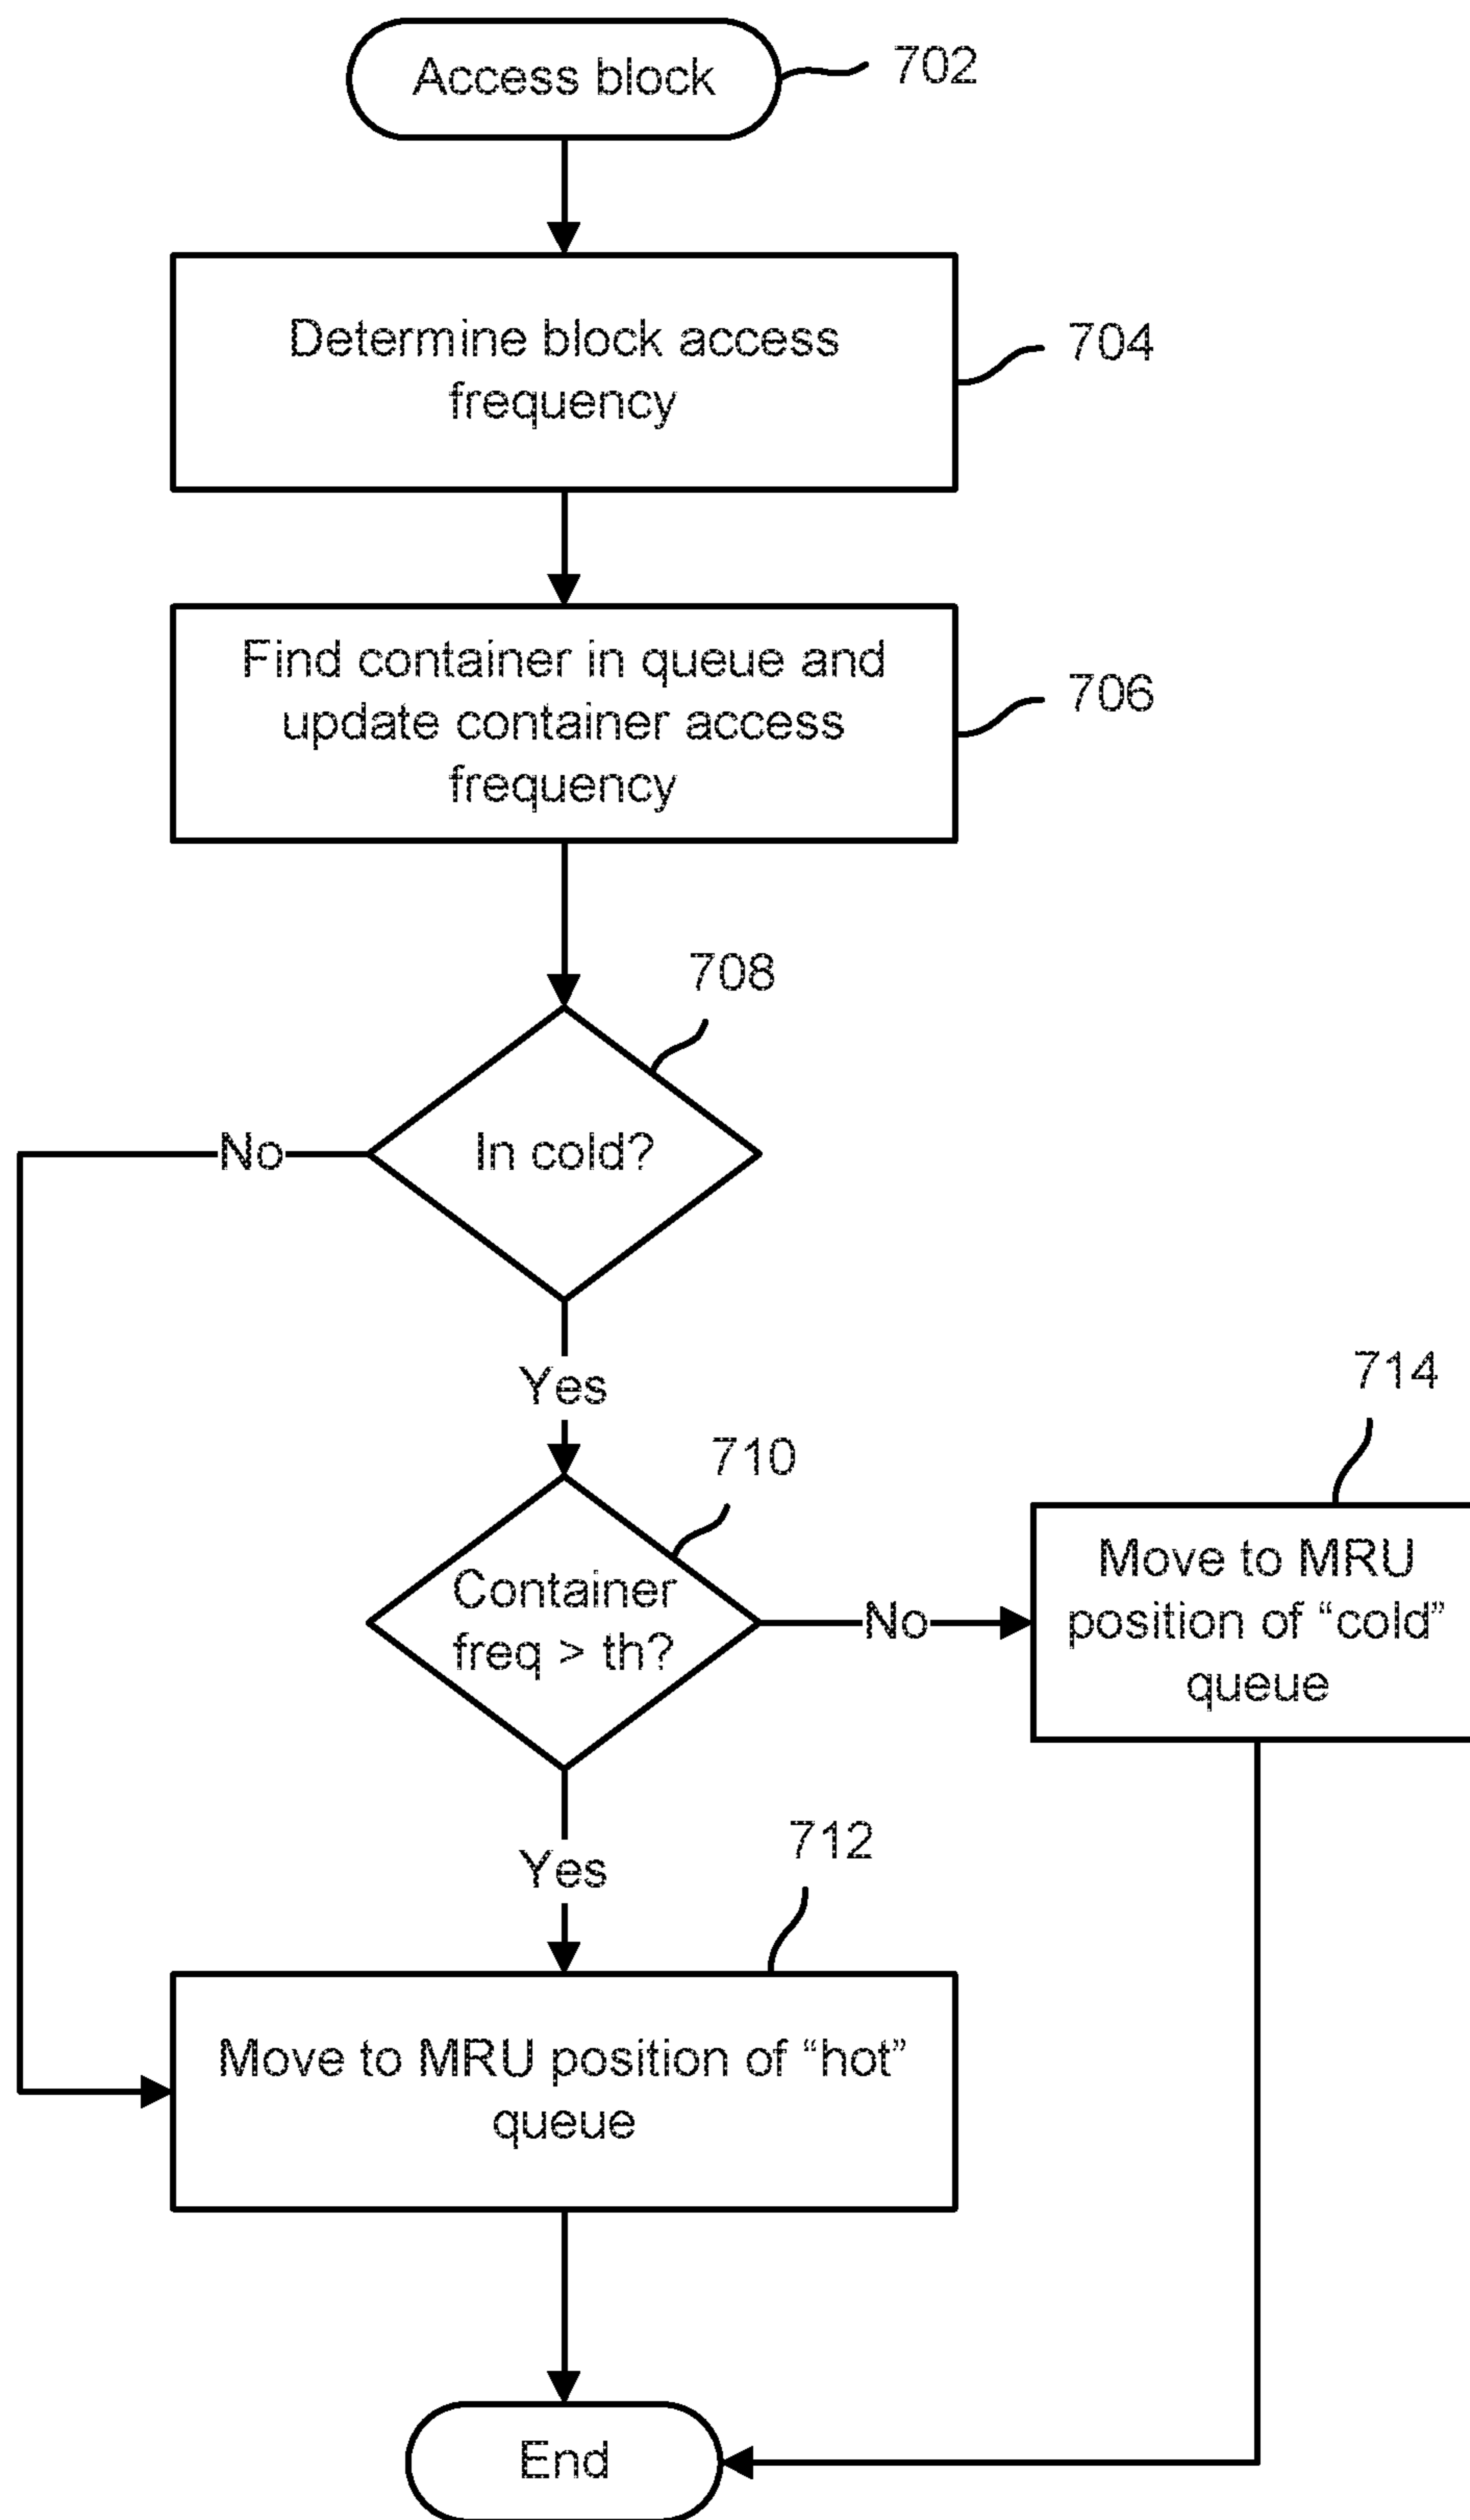 Access block
702
Determine block access
frequency
704
Find container in queue and
update container access
frequency
706
708
In cold?
No
Yes
710
Container
freq > th?
No
714
Move to MRU
position of “cold”
queue
Yes
712
Move to MRU position of “hot”
queue
End